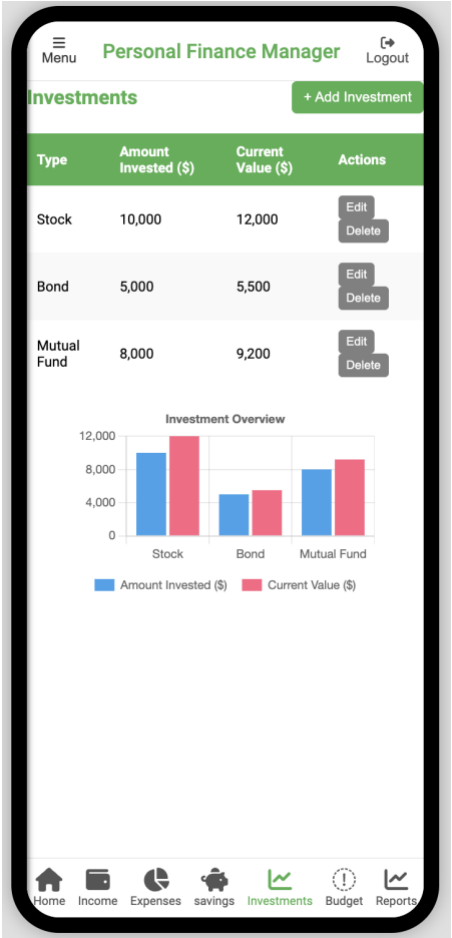 Menu
Personal Finance Manager
Logout
Investments
+ Add Investment
Type
Amount
Invested ($)
Current
Value ($)
Actions
Stock
10,000
12,000
Edit
Delete
Bond
5,000
5,500
Edit
Delete
Mutual
Fund
8,000
9,200
Edit
Delete
Investment Overview
12,000
8,000
4,000
0
Stock
Bond
Mutual Fund
Amount Invested ($)
Current Value ($)
Home
Income
Expenses
savings
Investments
Budget
Reports